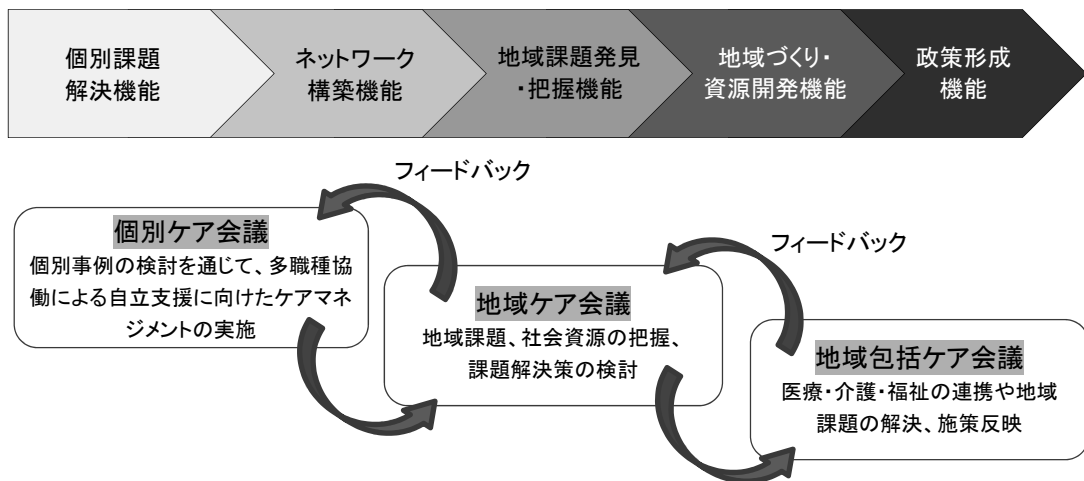 個別課題
解決機能
ネットワーク
構築機能
地域課題発見
・把握機能
地域づくり・
資源開発機能
政策形成
機能
フィードバック
個別ケア会議
個別事例の検討を通じて、多職種協
働による自立支援に向けたケアマネ
ジメントの実施
フィードバック
地域ケア会議
地域課題、社会資源の把握、
課題解決策の検討
地域包括ケア会議
医療・介護・福祉の連携や地域
課題の解決、施策反映